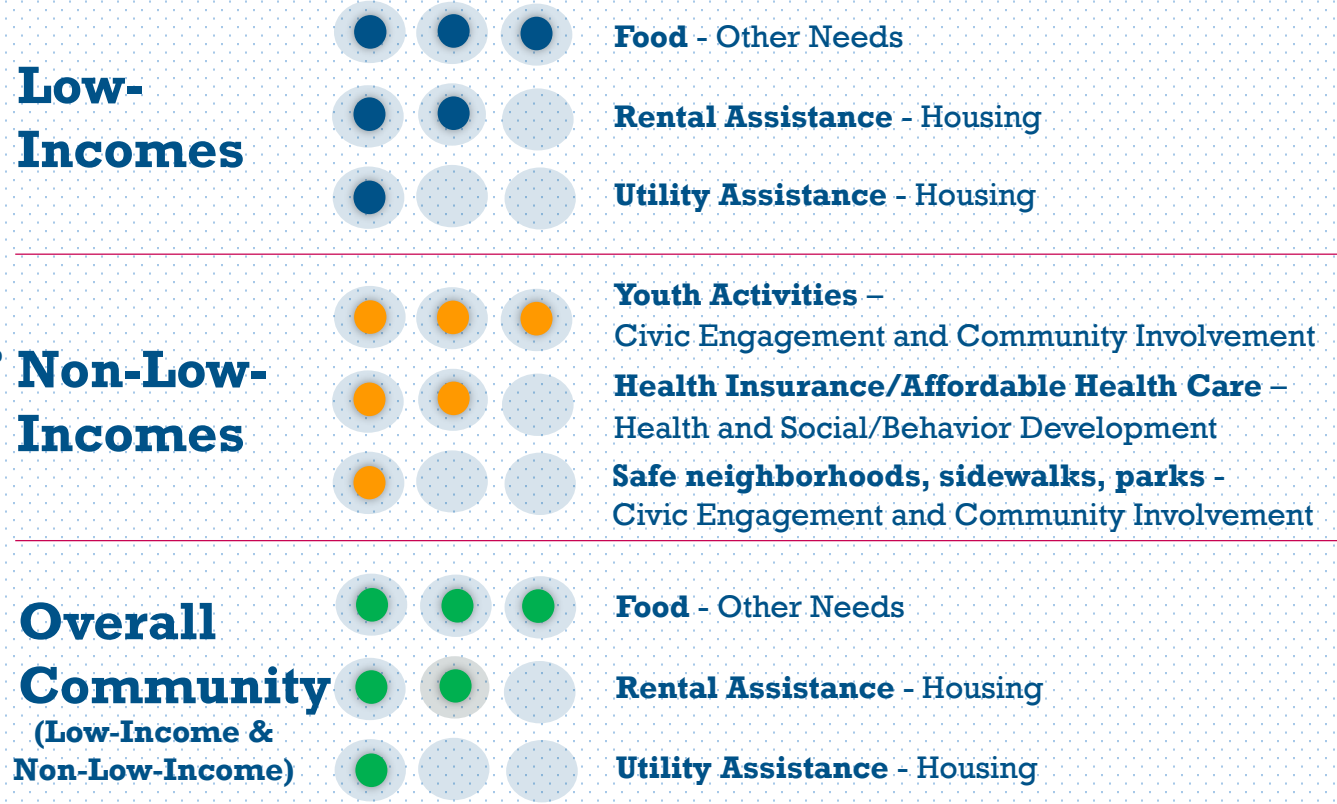 Low-
Incomes
Food - Other Needs
Rental Assistance - Housing
Utility Assistance - Housing
Non-Low-
Incomes
Youth Activities –
Civic Engagement and Community Involvement
Health Insurance/Affordable Health Care –
Health and Social/Behavior Development
Safe neighborhoods, sidewalks, parks -
Civic Engagement and Community Involvement
Overall
Community
(Low-Income &
Non-Low-Income)
Food - Other Needs
Rental Assistance - Housing
Utility Assistance - Housing